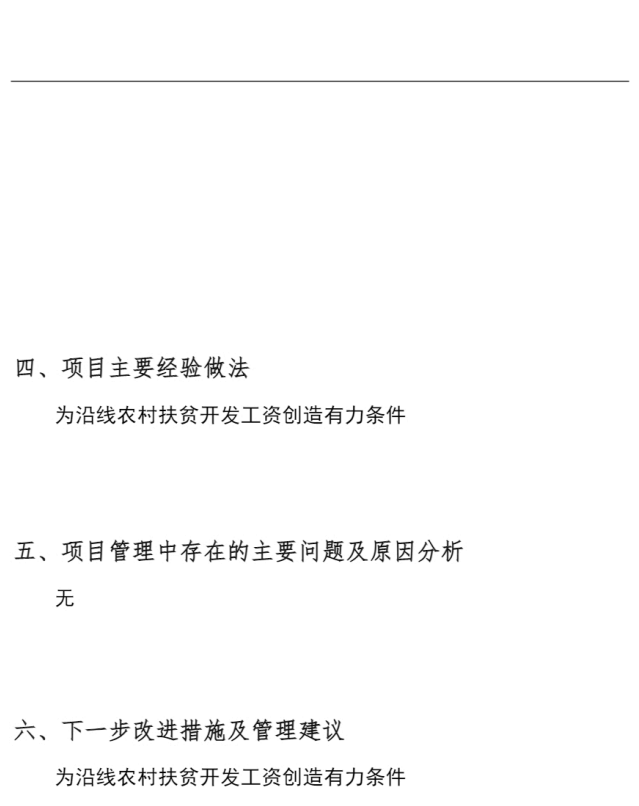 四、项目主要经验做法
为沿线农村扶贫开发工资创造有力条件
五、项目管理中存在的主要问题及原因分析
无
六、下一步改进措施及管理建议
为沿线农村扶贫开发工资创造有力条件